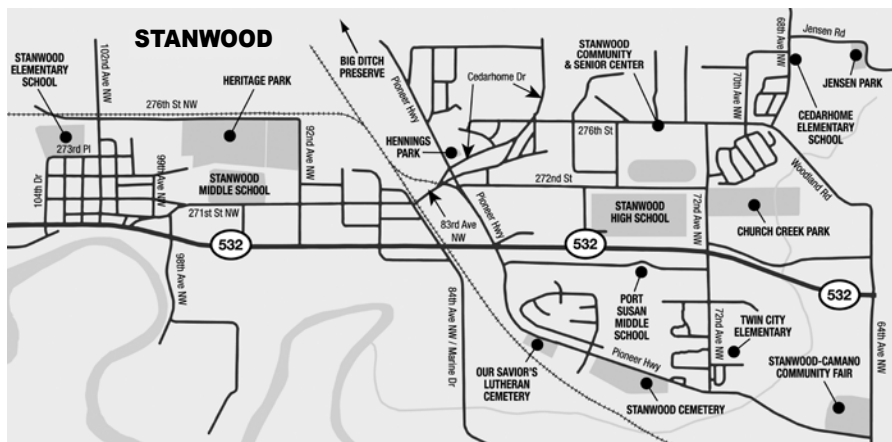 STANWOOD
STANWOOD
ELEMENTARY
SCHOOL
102nd Ave NW
HERITAGE PARK
276th St NW
273rd Pl
104th Dr
99th Ave NW
STANWOOD
MIDDLE SCHOOL
92nd Ave NW
271st St NW
532
98th Ave NW
BIG DITCH
PRESERVE
Pioneer Hwy
Cedarhome Dr
HENNINGS
PARK
STANWOOD
COMMUNITY
& SENIOR CENTER
276th St
272nd St
70th Ave NW
68th Ave NW
Jensen Rd
JENSEN PARK
CEDARHOME
ELEMENTARY
SCHOOL
Woodland Rd
83rd Ave
NW
Pioneer Hwy
STANWOOD
HIGH SCHOOL
72nd Ave NW
CHURCH CREEK PARK
532
532
84th Ave NW / Marine Dr
PORT
SUSAN
MIDDLE
SCHOOL
72nd Ave NW
TWIN CITY
ELEMENTARY
64th Ave NW
OUR SAVIOR'S
LUTHERAN
CEMETERY
Pioneer Hwy
STANWOOD CEMETERY
STANWOOD-CAMANO
COMMUNITY FAIR